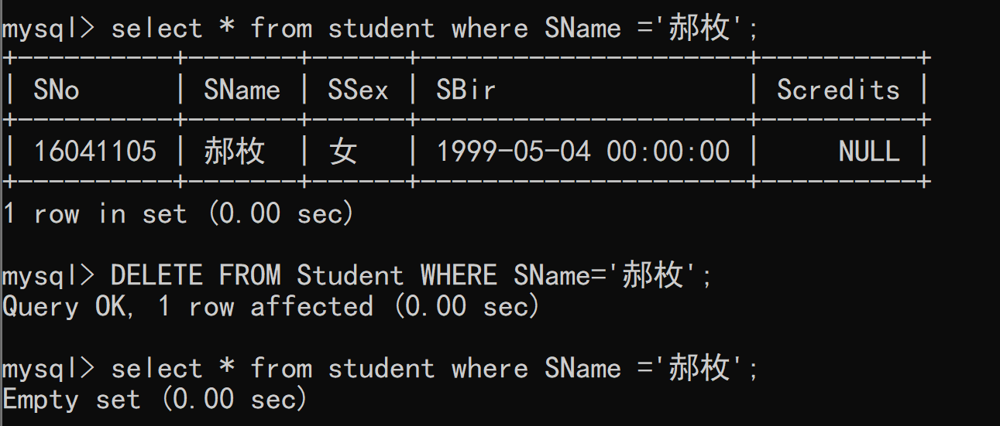 mysql> select * from student where SName ='郝枚';
+----------+-------+------+---------------------+----------+
| SNo      | SName | SSex | SBir                | Scredits |
+----------+-------+------+---------------------+----------+
| 16041105 | 郝枚  | 女   | 1999-05-04 00:00:00 |     NULL |
+----------+-------+------+---------------------+----------+
1 row in set (0.00 sec)
mysql> DELETE FROM Student WHERE SName='郝枚';
Query OK, 1 row affected (0.00 sec)
mysql> select * from student where SName ='郝枚';
Empty set (0.00 sec)